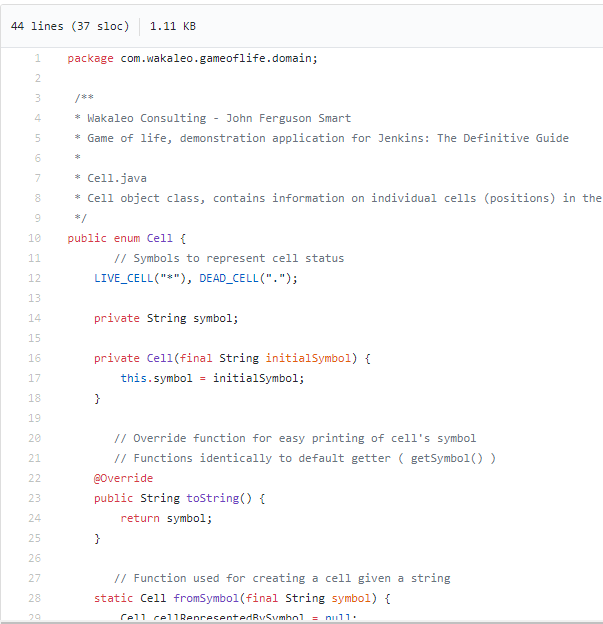 44 lines (37 sloc) 1.11 KB
1 package com.wakaleo.gameoflife.domain;
2
3 /**
4 * Wakaleo Consulting - John Ferguson Smart
5 * Game of life, demonstration application for Jenkins: The Definitive Guide
6 *
7 * Cell.java
8 * Cell object class, contains information on individual cells (positions) in the
9 */
10 public enum Cell {
11 // Symbols to represent cell status
12 LIVE_CELL("*"), DEAD_CELL(".");
13
14 private String symbol;
15
16 private Cell(final String initialSymbol) {
17 this.symbol = initialSymbol;
18 }
19
20 // Override function for easy printing of cell's symbol
21 // Functions identically to default getter ( getSymbol() )
22 @Override
23 public String toString() {
24 return symbol;
25 }
26
27 // Function used for creating a cell given a string
28 static Cell fromSymbol(final String symbol) {
29 Cell cellRepresentedBySymbol = null;